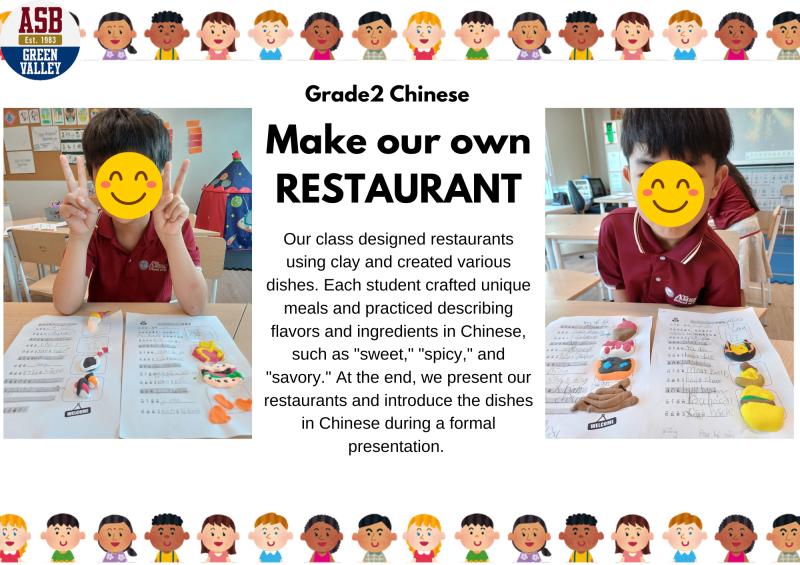 ASB
Est. 1983
GREEN
VALLEY
Grade2 Chinese
Make our own
RESTAURANT
Our class designed restaurants
using clay and created various
dishes. Each student crafted unique
meals and practiced describing
flavors and ingredients in Chinese,
such as "sweet," "spicy," and
"savory." At the end, we present our
restaurants and introduce the dishes
in Chinese during a formal
presentation.
WELCOME
WELCOME